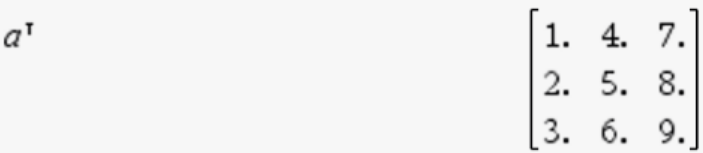 aᵀ
1. 4. 7.
2. 5. 8.
3. 6. 9.